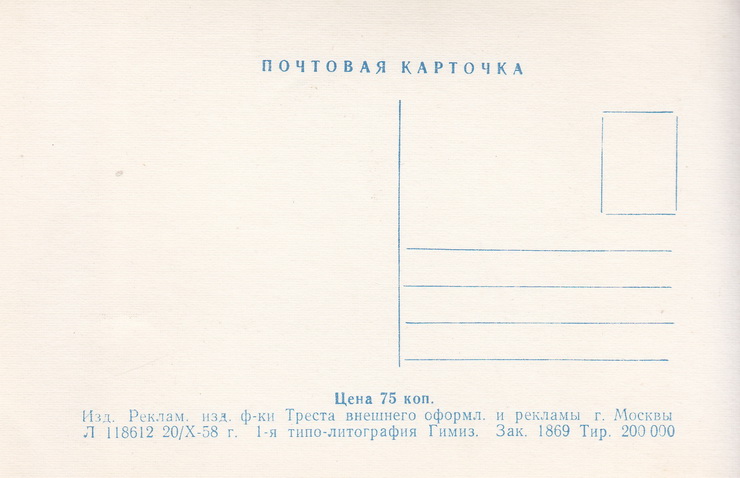 ПОЧТОВАЯ КАРТОЧКА
Цена 75 коп.
Изд. Реклам. изд. ф-ки Треста внешнего оформл. и рекламы г. Москвы
Л 118612 20/X-58 г. 1-я типо-литография Гимиз. Зак. 1869 Тир. 200 000